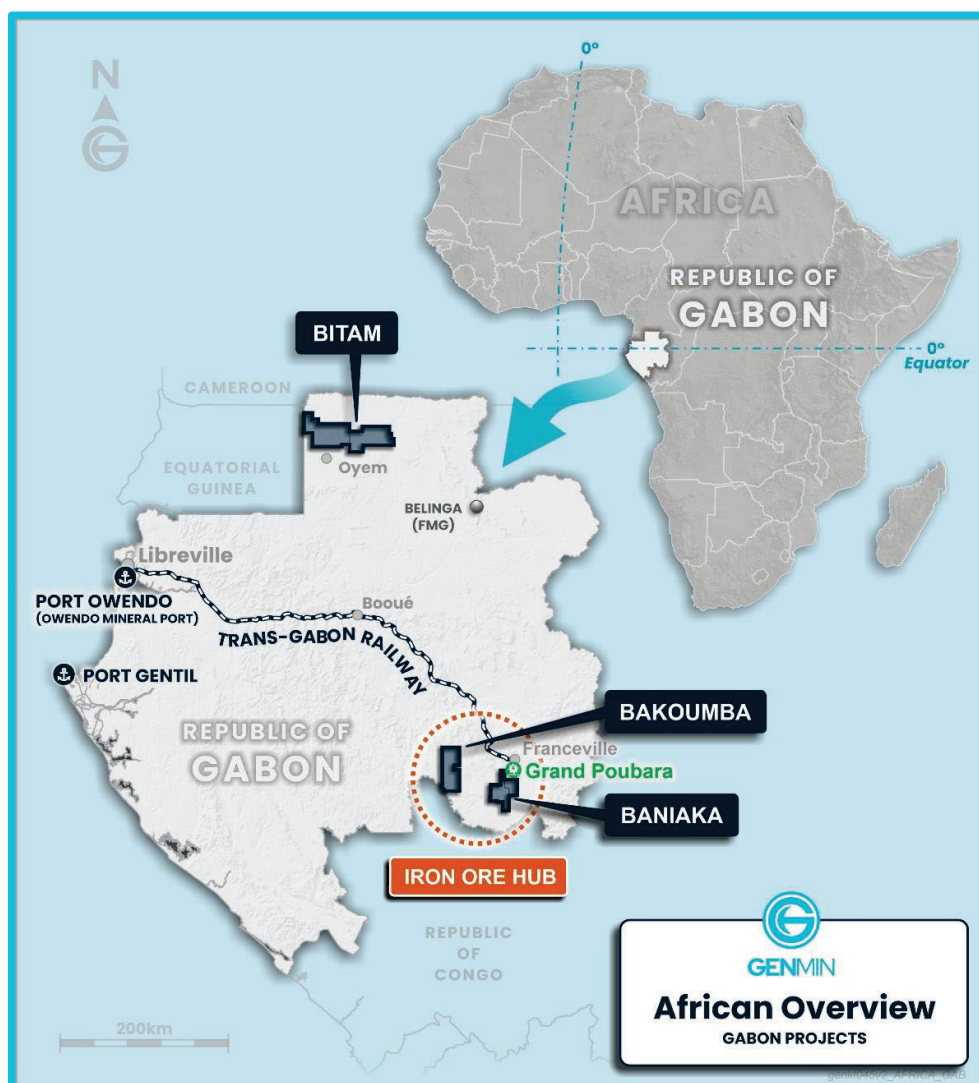 N
0°
AFRICA
REPUBLIC OF
GABON
0°
Equator
BITAM
CAMEROON
EQUATORIAL
GUINEA
Oyem
BELINGA
(FMG)
Libreville
PORT OWENDO
(OWENDO MINERAL PORT)
Booué
TRANS-GABON RAILWAY
PORT GENTIL
REPUBLIC OF
GABON
BAKOUMBA
Franceville
Grand Poubara
BANIAKA
IRON ORE HUB
REPUBLIC
OF
CONGO
200km
GENMIN
African Overview
GABON PROJECTS